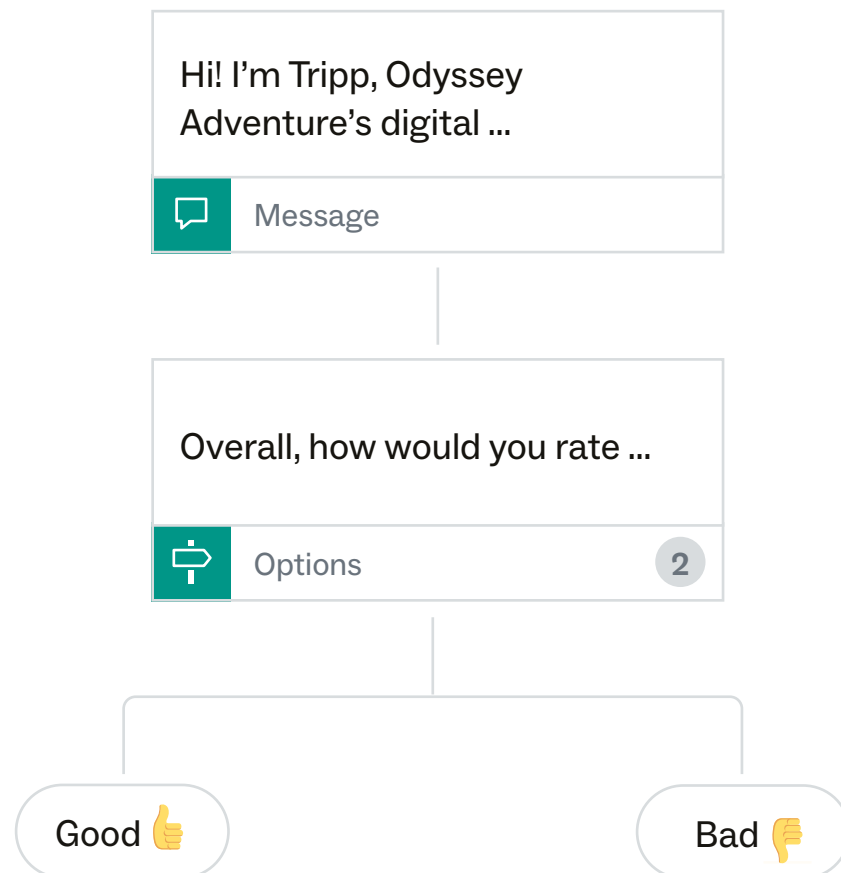 Hi! I’m Tripp, Odyssey
Adventure’s digital ...
Message
Overall, how would you rate ...
Options 2
Good 👍
Bad 👎